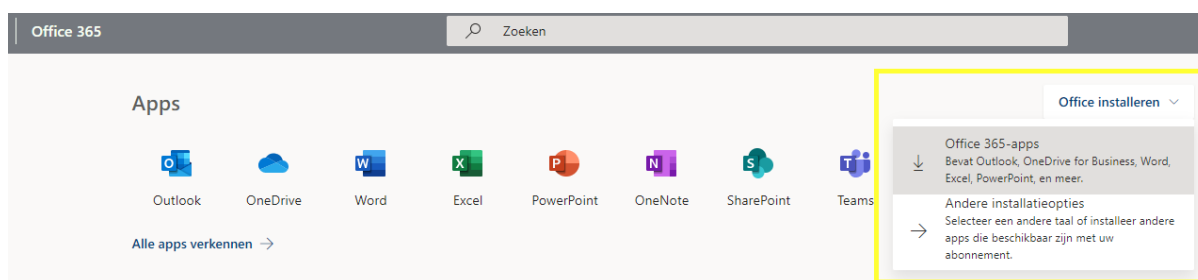 Office 365
Zoeken
Apps
Office installeren
Office 365-apps
Bevat Outlook, OneDrive for Business, Word,
Excel, PowerPoint, en meer.
Andere installatieopties
Selecteer een andere taal of installeer andere
apps die beschikbaar zijn met uw
abonnement.
Outlook
OneDrive
Word
Excel
PowerPoint
OneNote
SharePoint
Teams
Alle apps verkennen